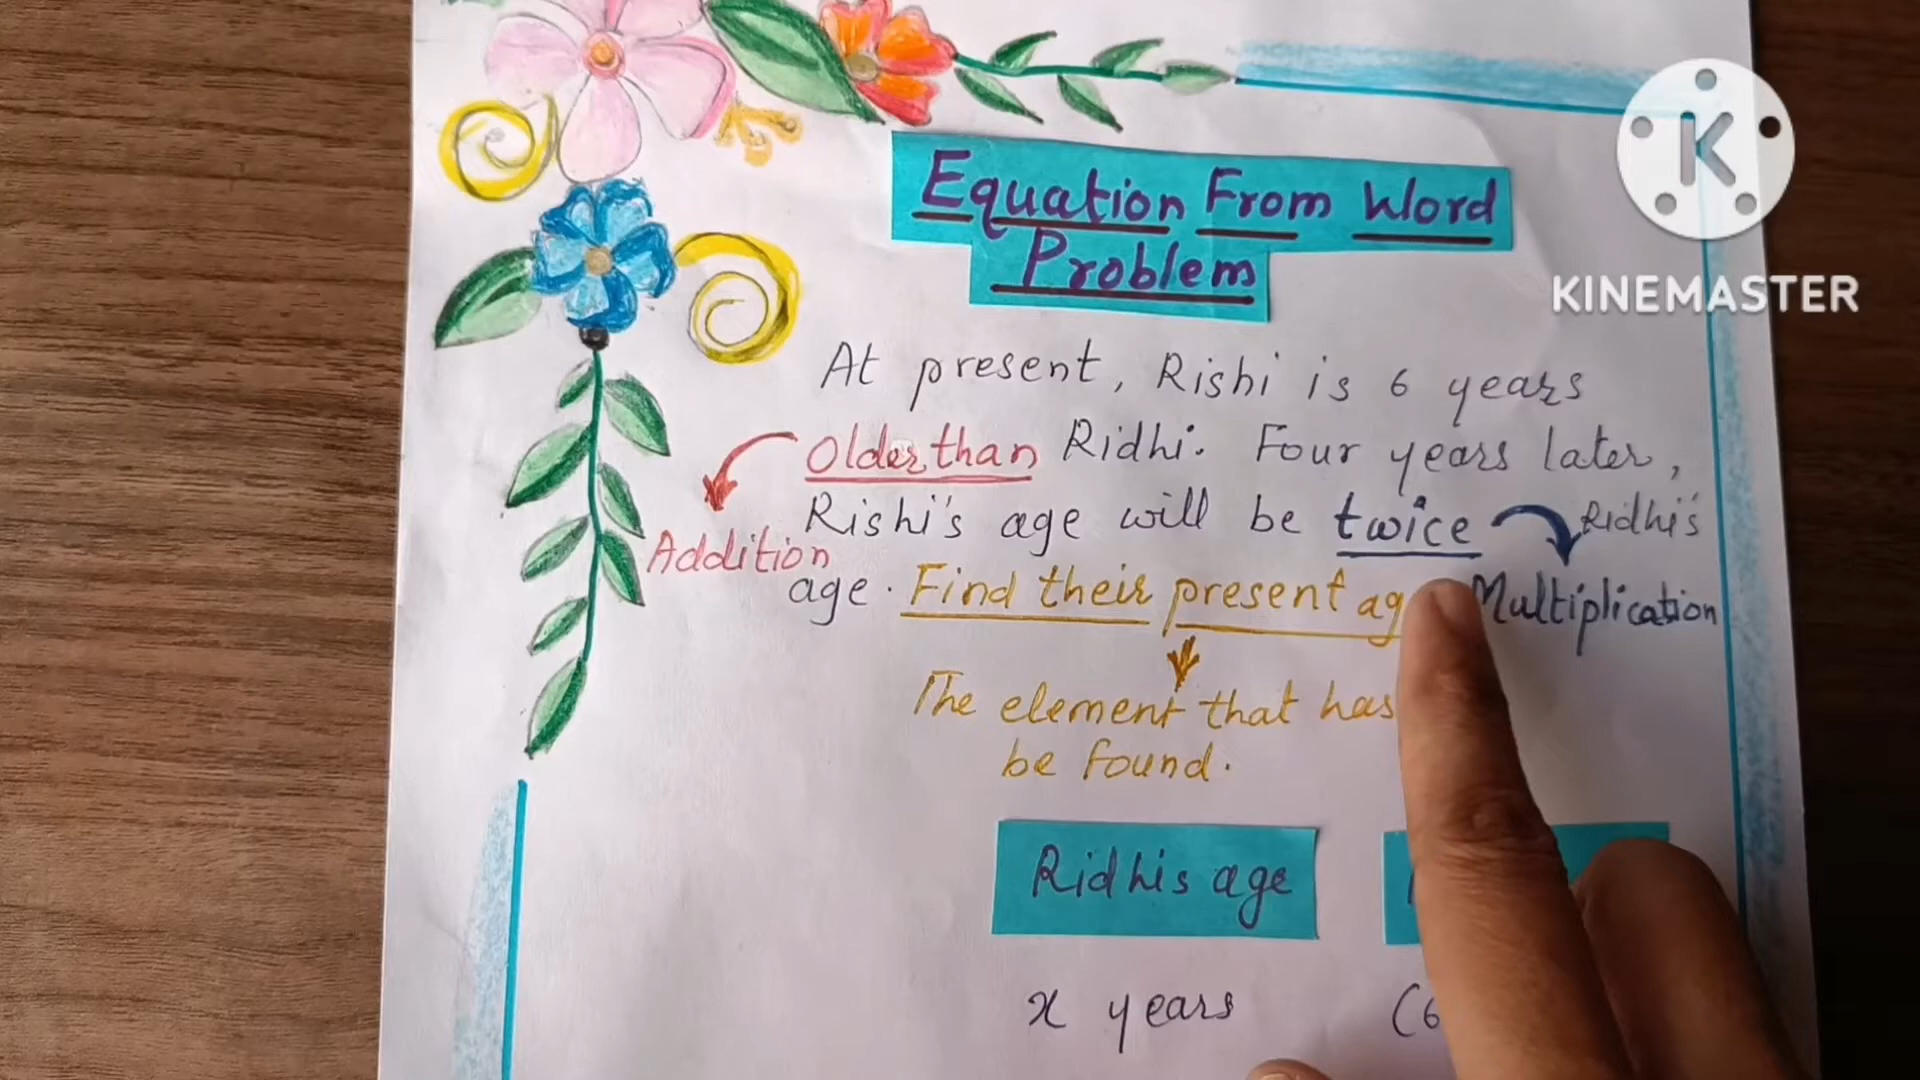 Equation From Word
Problem
K
KINEMASTER
At present, Rishi is 6 years
Older than Ridhi. Four years later,
Rishi's age will be twice Ridhi's
Addition
age. Find their present ag
Multiplication
The element that has
be found.
Ridhis age
x years
(6